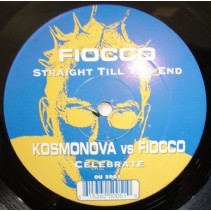 FIOCCO
STRAIGHT TILL THE END
KOSMONOVA vs FIOCCO
CELEBRATE